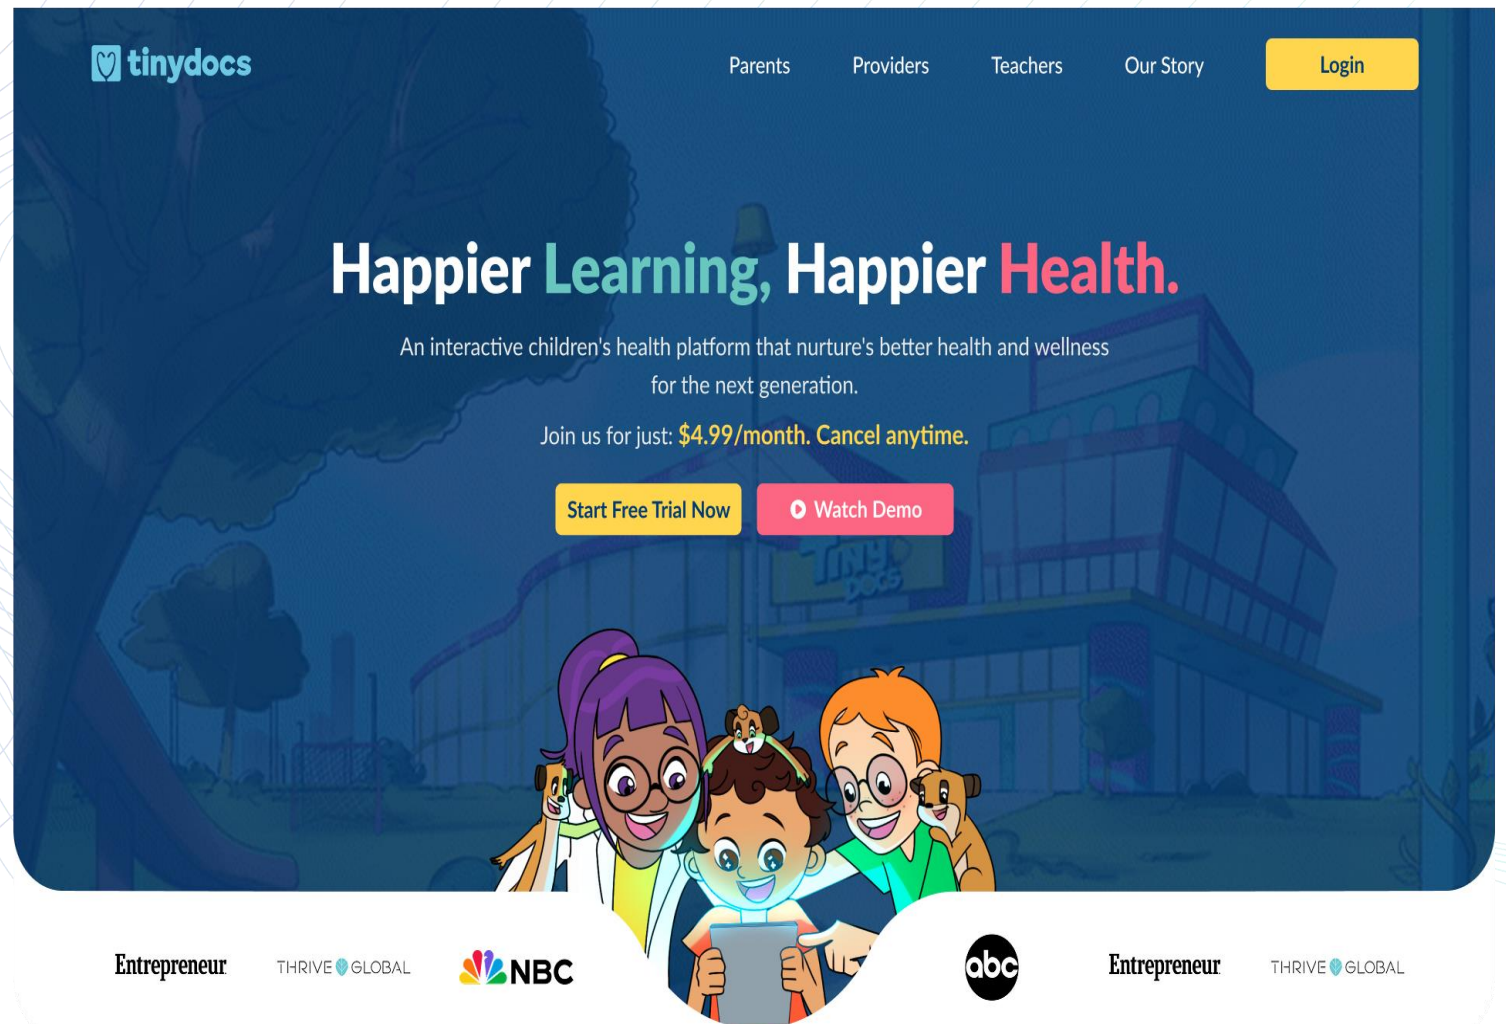 tinydocs
Parents Providers Teachers Our Story Login
Happier Learning, Happier Health.
An interactive children's health platform that nurture's better health and wellness
for the next generation.
Join us for just: $4.99/month. Cancel anytime.
Start Free Trial Now Watch Demo
TINY
DOCS
Entrepreneur THRIVE GLOBAL NBC abc Entrepreneur THRIVE GLOBAL